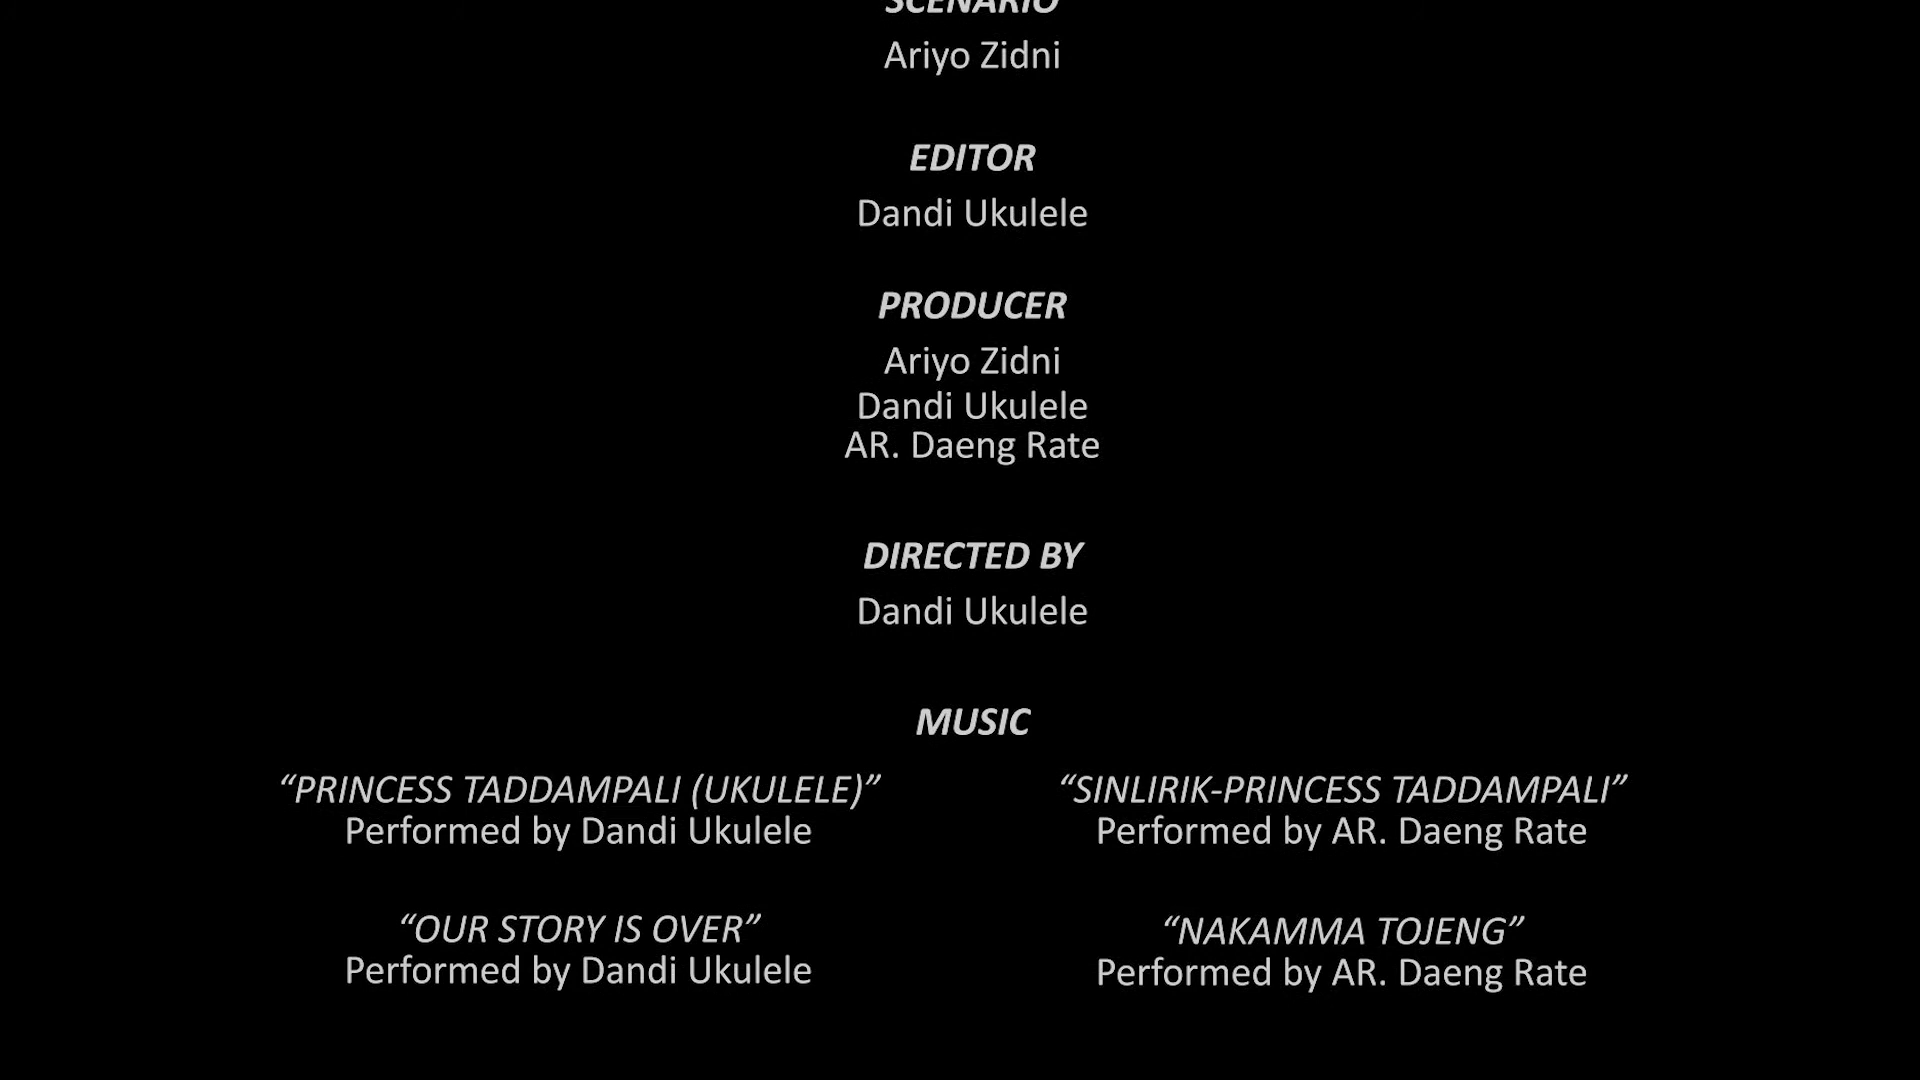 SCENARIO
Ariyo Zidni
EDITOR
Dandi Ukulele
PRODUCER
Ariyo Zidni
Dandi Ukulele
AR. Daeng Rate
DIRECTED BY
Dandi Ukulele
MUSIC
“PRINCESS TADDAMPALI (UKULELE)”
Performed by Dandi Ukulele
“SINLIRIK-PRINCESS TADDAMPALI”
Performed by AR. Daeng Rate
“OUR STORY IS OVER”
Performed by Dandi Ukulele
“NAKAMMA TOJENG”
Performed by AR. Daeng Rate